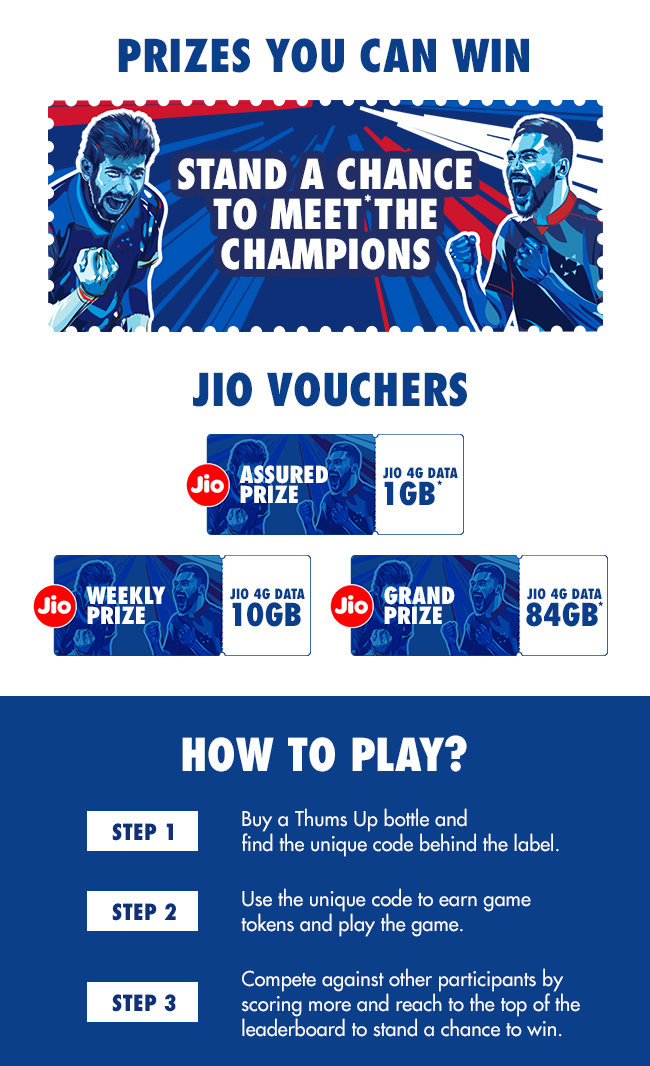 PRIZES YOU CAN WIN
STAND A CHANCE
TO MEET*THE
CHAMPIONS
JIO VOUCHERS
Jio
ASSURED
PRIZE
JIO 4G DATA
1GB*
Jio
WEEKLY
PRIZE
JIO 4G DATA
10GB
Jio
GRAND
PRIZE
JIO 4G DATA
84GB*
HOW TO PLAY?
STEP 1
Buy a Thums Up bottle and
find the unique code behind the label.
STEP 2
Use the unique code to earn game
tokens and play the game.
STEP 3
Compete against other participants by
scoring more and reach to the top of the
leaderboard to stand a chance to win.